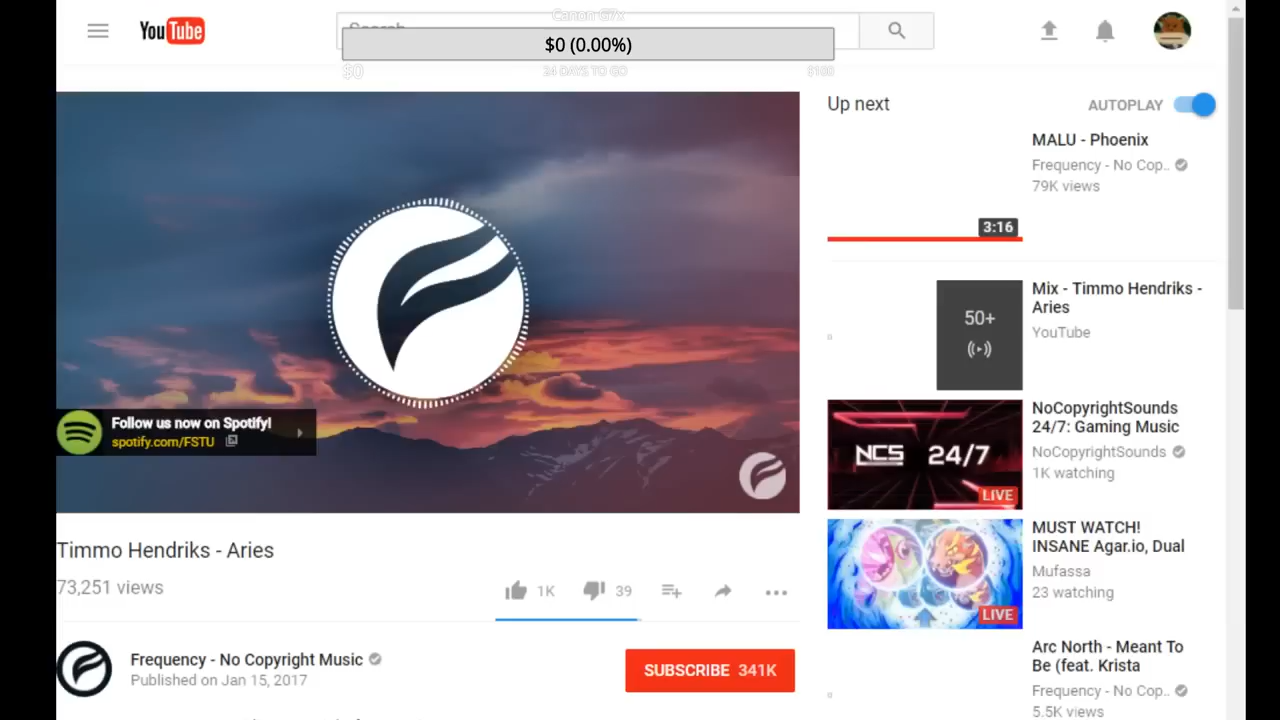 YouTube
Canon G7x
Search
$0 (0.00%)
$0
24 DAYS TO GO
$100
Up next
AUTOPLAY
MALU - Phoenix
Frequency - No Cop..
79K views
3:16
Mix - Timmo Hendriks -
Aries
YouTube
50+
NoCopyrightSounds
24/7: Gaming Music
NoCopyrightSounds
1K watching
NCS 24/7
LIVE
MUST WATCH!
INSANE Agar.io, Dual
Mufassa
23 watching
LIVE
Arc North - Meant To
Be (feat. Krista
Frequency - No Cop..
5.5K views
Follow us now on Spotify!
spotify.com/FSTU
Timmo Hendriks - Aries
73,251 views
1K
39
Frequency - No Copyright Music
Published on Jan 15, 2017
SUBSCRIBE 341K